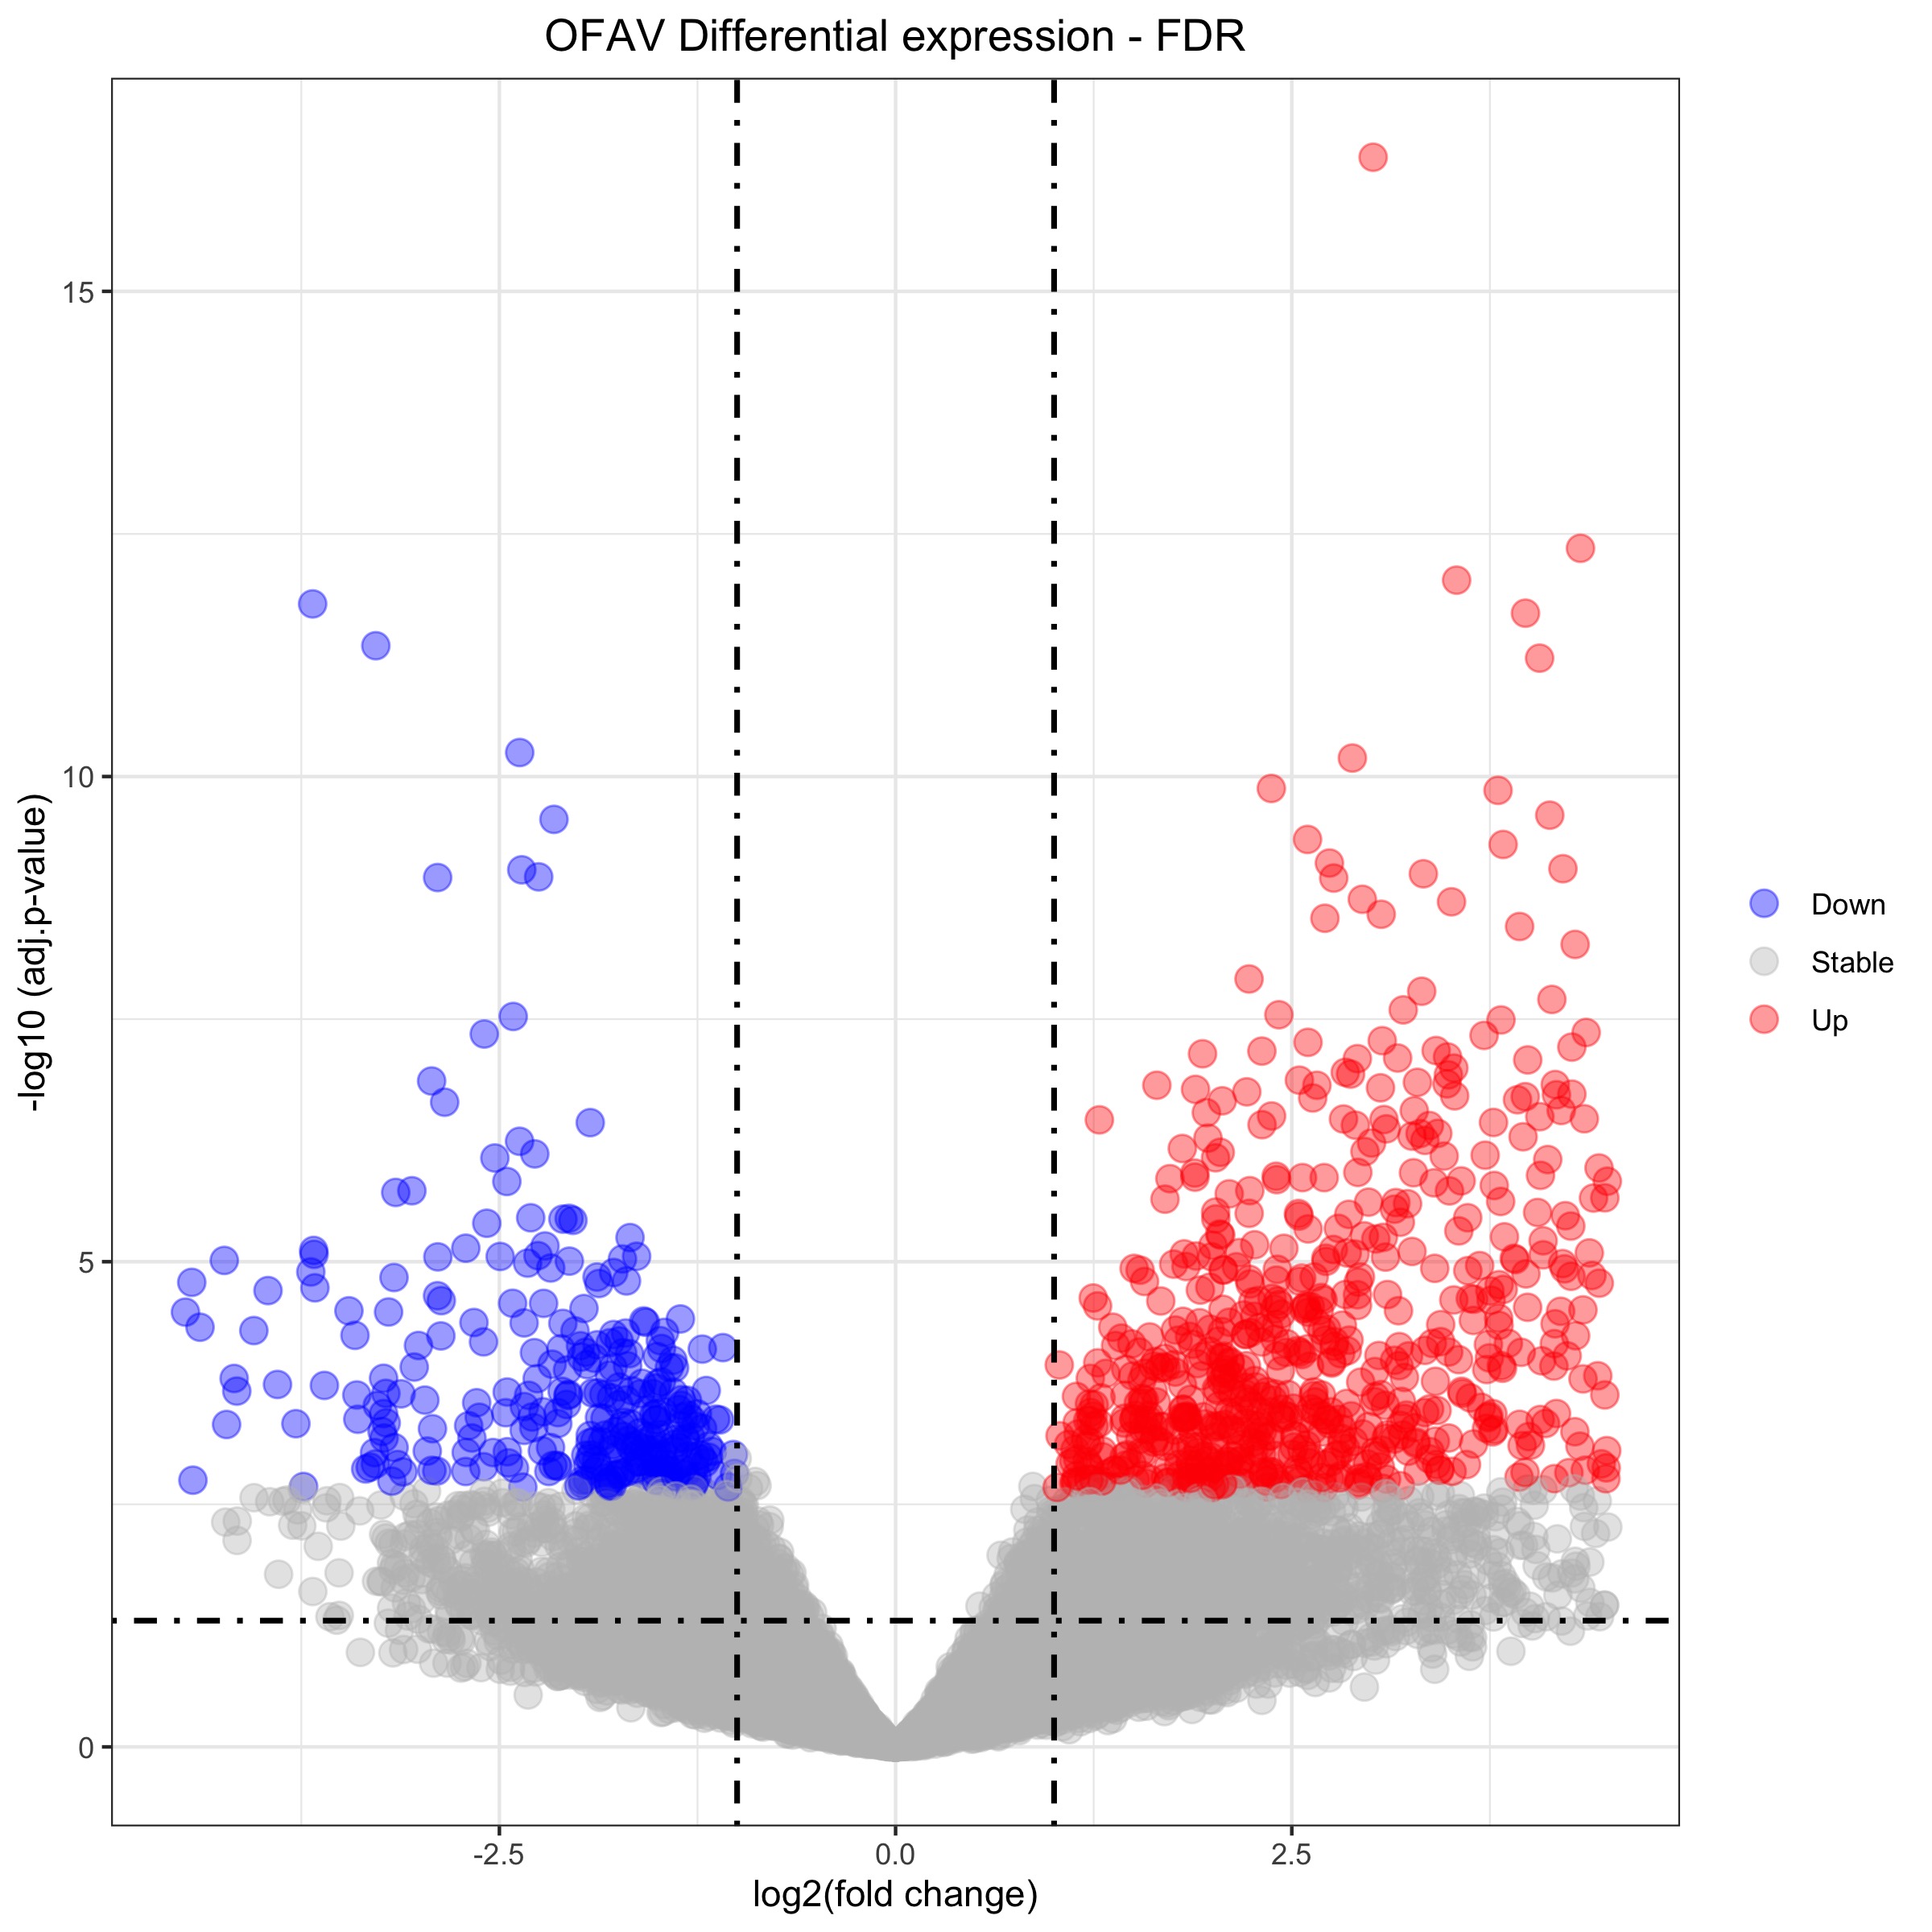 OFAV Differential expression - FDR
-log10 (adj.p-value)
15
10
5
0
-2.5
0.0
2.5
log2(fold change)
Down
Stable
Up